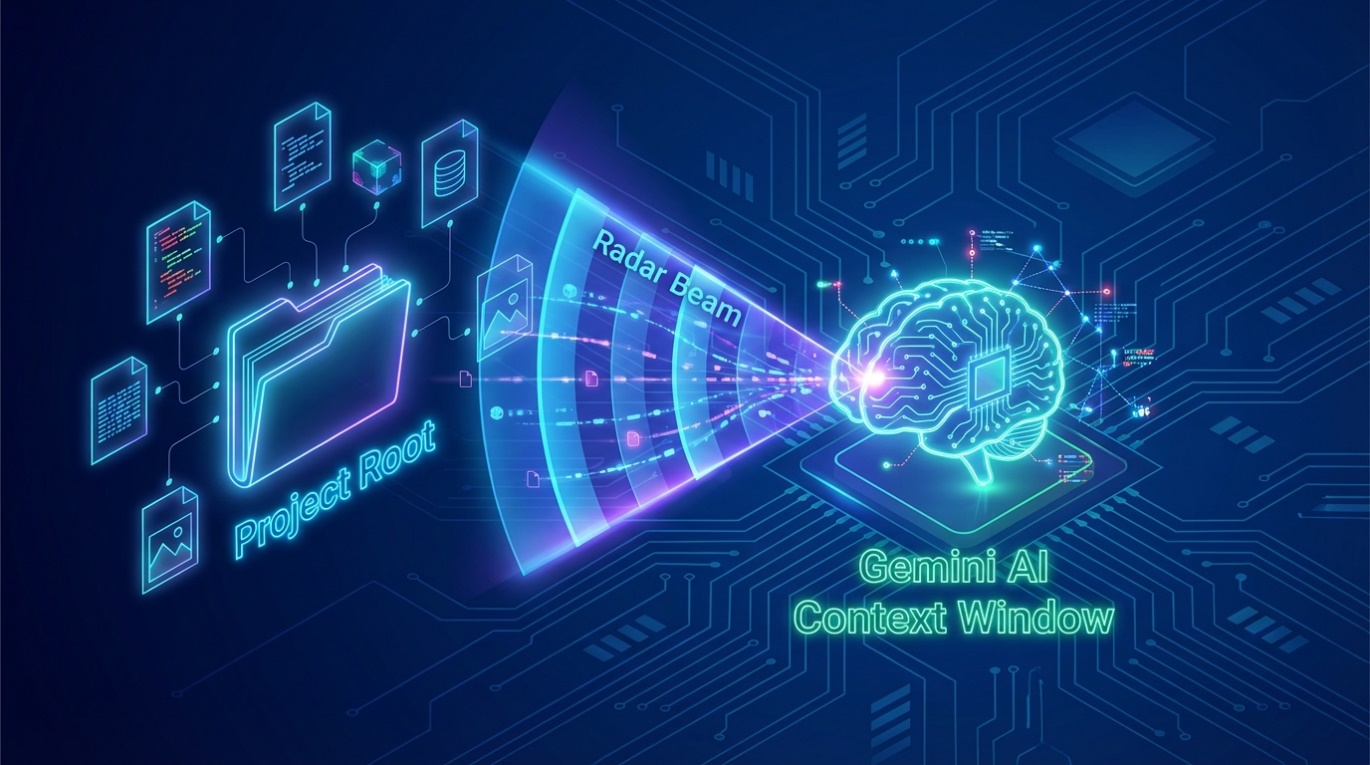 Radar Beam
Project Root
Gemini AI
Context Window